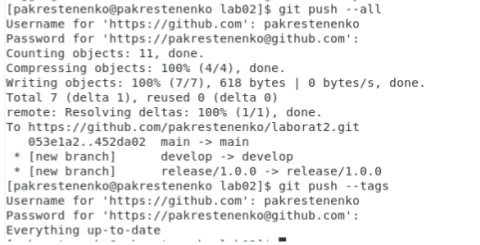 [pakrestenenko@pakrestenenko lab02]$ git push --all
Username for 'https://github.com': pakrestenenko
Password for 'https://pakrestenenko@github.com':
Counting objects: 11, done.
Compressing objects: 100% (4/4), done.
Writing objects: 100% (7/7), 618 bytes | 0 bytes/s, done.
Total 7 (delta 1), reused 0 (delta 0)
remote: Resolving deltas: 100% (1/1), done.
To https://github.com/pakrestenenko/laborat2.git
   053e1a2..452da02  main -> main
 * [new branch]      develop -> develop
 * [new branch]      release/1.0.0 -> release/1.0.0
[pakrestenenko@pakrestenenko lab02]$ git push --tags
Username for 'https://github.com': pakrestenenko
Password for 'https://pakrestenenko@github.com':
Everything up-to-date